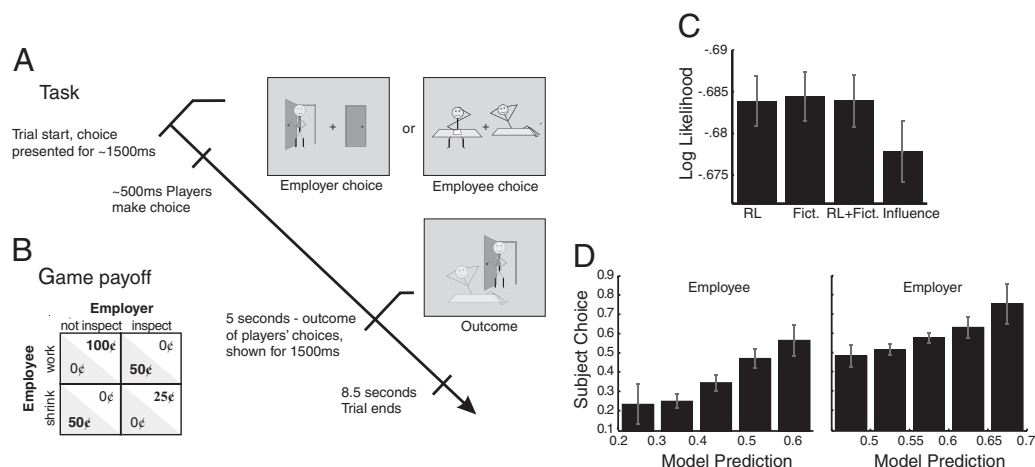 A
Task
Trial start, choice
presented for ~1500ms
~500ms Players
make choice
+
or
+
Employer choice
Employee choice
Outcome
5 seconds - outcome
of players' choices,
shown for 1500ms
8.5 seconds
Trial ends
B
Game payoff
Employer
not inspect inspect
Employee
work
shrink
100¢ 0¢
0¢ 50¢
0¢ 25¢
50¢ 0¢
C
Log Likelihood
-.69
-.685
-.68
-.675
RL Fict. RL+Fict. Influence
D
Subject Choice
0.9
0.8
0.7
0.6
0.5
0.4
0.3
0.2
0.1
Employee
0.2 0.3 0.4 0.5 0.6
Model Prediction
Employer
0.5 0.55 0.6 0.65 0.7
Model Prediction